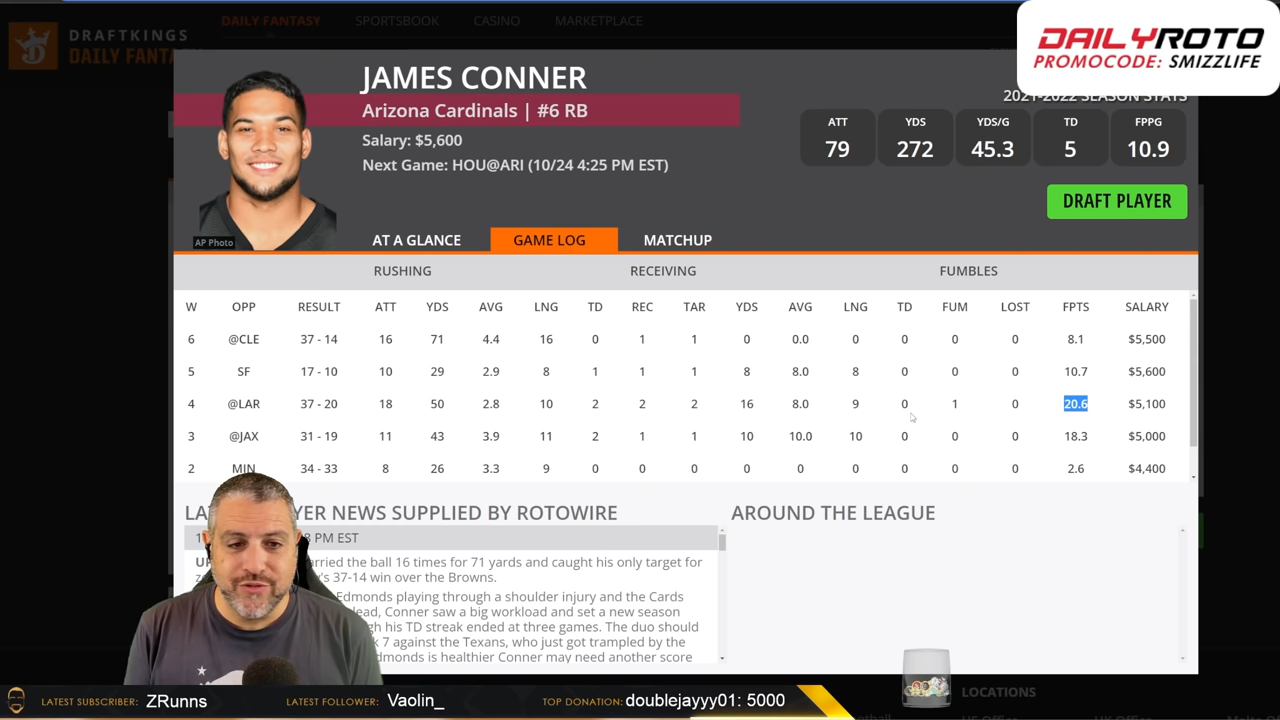 DRAFTKINGS
DAILY FANTA
DAILY FANTASY
SPORTSBOOK
CASINO
MARKETPLACE
DAILYROTO
PROMOCODE: SMIZZLIFE
JAMES CONNER
Arizona Cardinals | #6 RB
Salary: $5,600
Next Game: HOU@ARI (10/24 4:25 PM EST)
AP Photo
2021-2022 SEASON STATS
ATT YDS YDS/G TD FPPG
79 272 45.3 5 10.9
DRAFT PLAYER
AT A GLANCE GAME LOG MATCHUP
RUSHING RECEIVING FUMBLES
W OPP RESULT ATT YDS AVG LNG TD REC TAR YDS AVG LNG TD FUM LOST FPTS SALARY
6 @CLE 37 - 14 16 71 4.4 16 0 1 1 0 0.0 0 0 0 0 8.1 $5,500
5 SF 17 - 10 10 29 2.9 8 1 1 1 8 8.0 8 0 0 0 10.7 $5,600
4 @LAR 37 - 20 18 50 2.8 10 2 2 2 16 8.0 9 0 1 0 20.6 $5,100
3 @JAX 31 - 19 11 43 3.9 11 2 1 1 10 10.0 10 0 0 0 18.3 $5,000
2 MIN 34 - 33 8 26 3.3 9 0 0 0 0 0 0 0 0 0 2.6 $4,400
LA YER NEWS SUPPLIED BY ROTOWIRE
PM EST
arried the ball 16 times for 71 yards and caught his only target for
y's 37-14 win over the Browns.
Edmonds playing through a shoulder injury and the Cards
lead, Conner saw a big workload and set a new season
gh his TD streak ended at three games. The duo should
k 7 against the Texans, who just got trampled by the
dmonds is healthier Conner may need another score
AROUND THE LEAGUE
LATEST SUBSCRIBER: ZRunns
LATEST FOLLOWER: Vaolin_
TOP DONATION: doublejayyy01: 5000
LOCATIONS